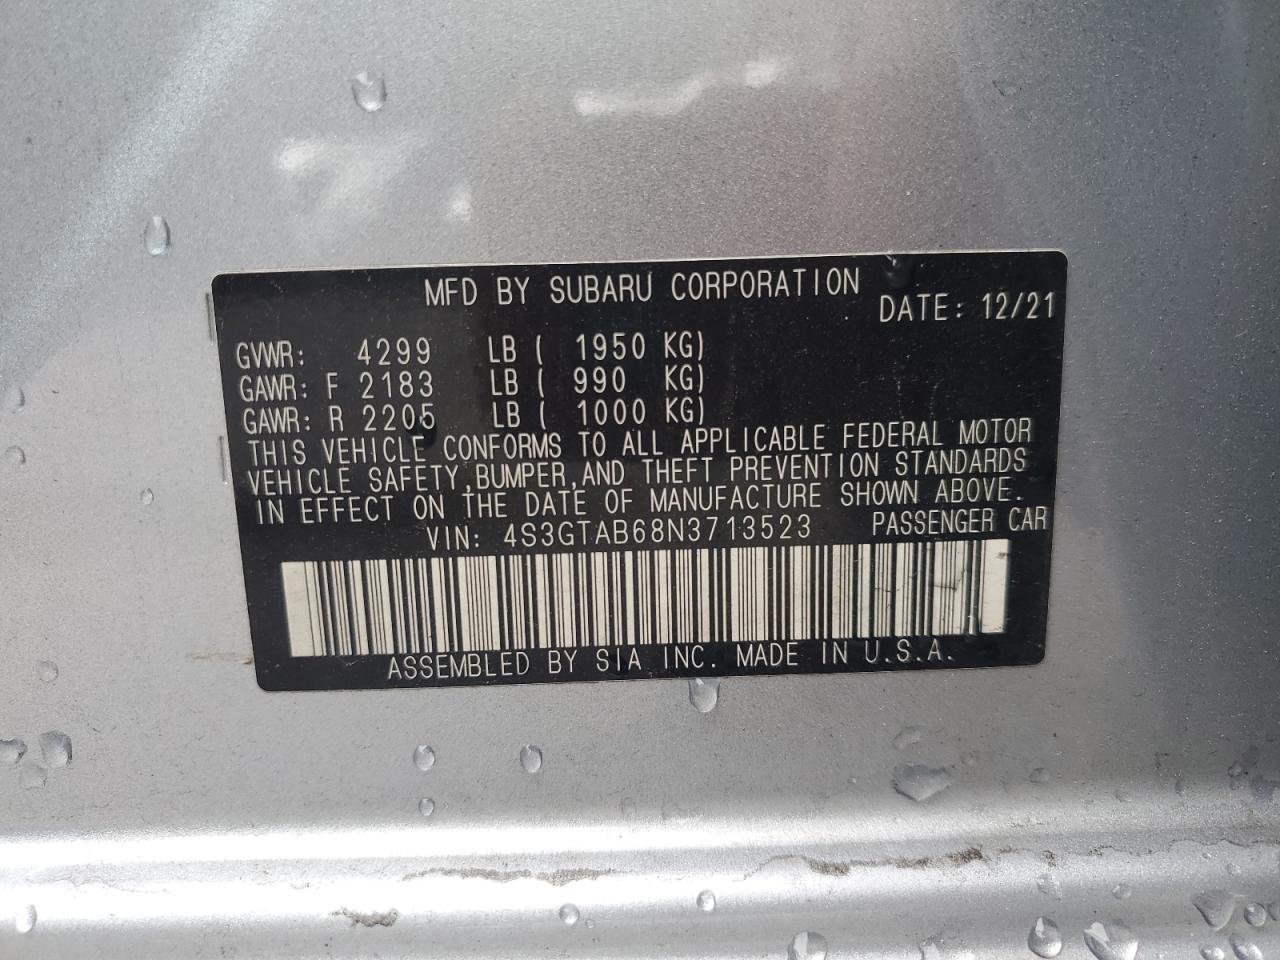 MFD BY SUBARU CORPORATION
DATE: 12/21
GVWR: 4299 LB ( 1950 KG)
GAWR: F 2183 LB ( 990 KG)
GAWR: R 2205 LB ( 1000 KG)
THIS VEHICLE CONFORMS TO ALL APPLICABLE FEDERAL MOTOR
VEHICLE SAFETY,BUMPER,AND THEFT PREVENTION STANDARDS
IN EFFECT ON THE DATE OF MANUFACTURE SHOWN ABOVE.
VIN: 4S3GTAB68N3713523 PASSENGER CAR
ASSEMBLED BY SIA INC. MADE IN U.S.A.